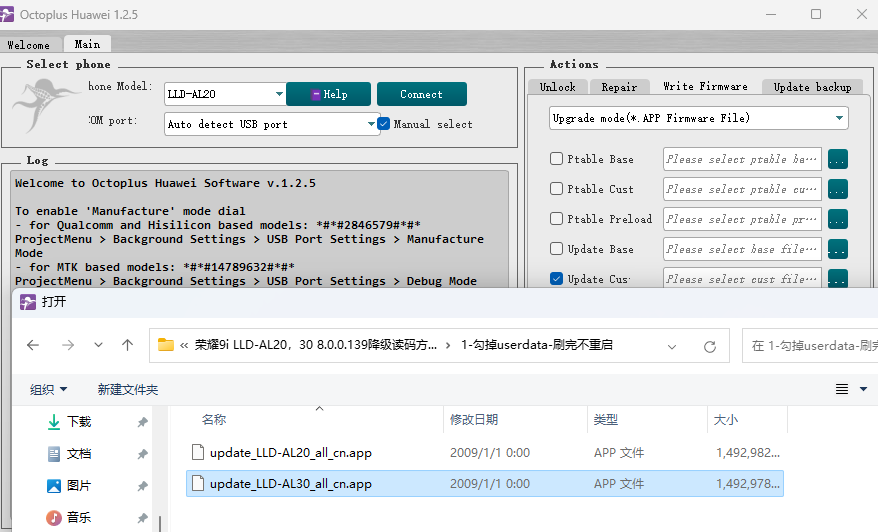 Octoplus Huawei 1.2.5
Welcome
Main
Select phone
hone Model:
LLD-AL20
Help
Connect
OM port:
Auto detect USB port
Manual select
Log
Welcome to Octoplus Huawei Software v.1.2.5
To enable 'Manufacture' mode dial
- for Qualcomm and Hisilicon based models: *#*#2846579#*#*
ProjectMenu > Background Settings > USB Port Settings > Manufacture
Mode
- for MTK based models: *#*#14789632#*#*
ProjectMenu > Background Settings > USB Port Settings > Debug Mode
Actions
Unlock
Repair
Write Firmware
Update backup
Upgrade mode(*.APP Firmware File)
Ptable Base
Please select ptable ba...
...
Ptable Cust
Please select ptable cu...
...
Ptable Preload
Please select ptable pr...
...
Update Base
Please select base file...
...
Update Cus
Please select cust file...
...
打开
« 荣耀9i LLD-AL20，30 8.0.0.139降级读码方... › 1-勾掉userdata-刷完不重启
在 1-勾掉userdata-刷完
组织
新建文件夹
下载
文档
图片
音乐
名称
修改日期
类型
大小
update_LLD-AL20_all_cn.app
2009/1/1 0:00
APP 文件
1,492,982...
update_LLD-AL30_all_cn.app
2009/1/1 0:00
APP 文件
1,492,978...